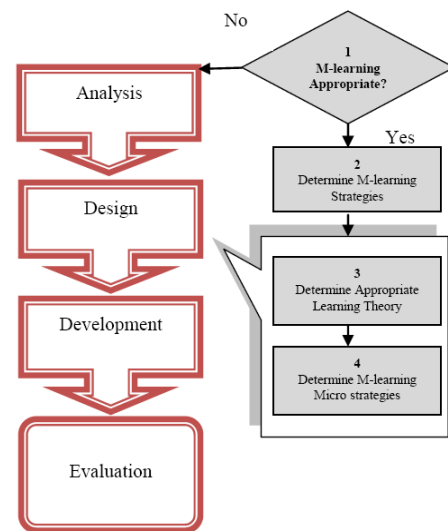 No
1
M-learning
Appropriate?
Analysis
Yes
2
Determine M-learning
Strategies
Design
3
Determine Appropriate
Learning Theory
Development
4
Determine M-learning
Micro strategies
Evaluation